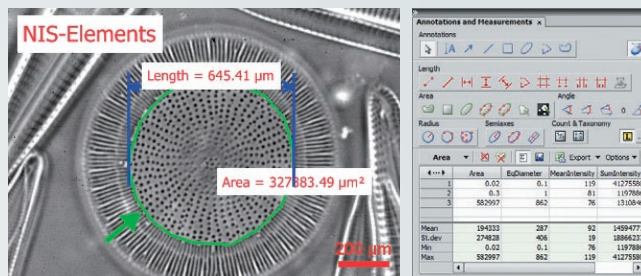 NIS-Elements
Length = 645.41 µm
Area = 327383.49 µm²
200 µm
Annotations and Measurements ×
Annotations
Length
Area Angle
Radius Semiaxes Count & Taxonomy
Area Export Options
Area EqDiameter MeanIntensity SumIntensity
1 0.02 0.1 119
2 0.3 1 81
3 582997 862 76
Mean 194333 287 92
St.dev 274828 406 19
Min 0.02 0.1 76
Max 582997 862 119